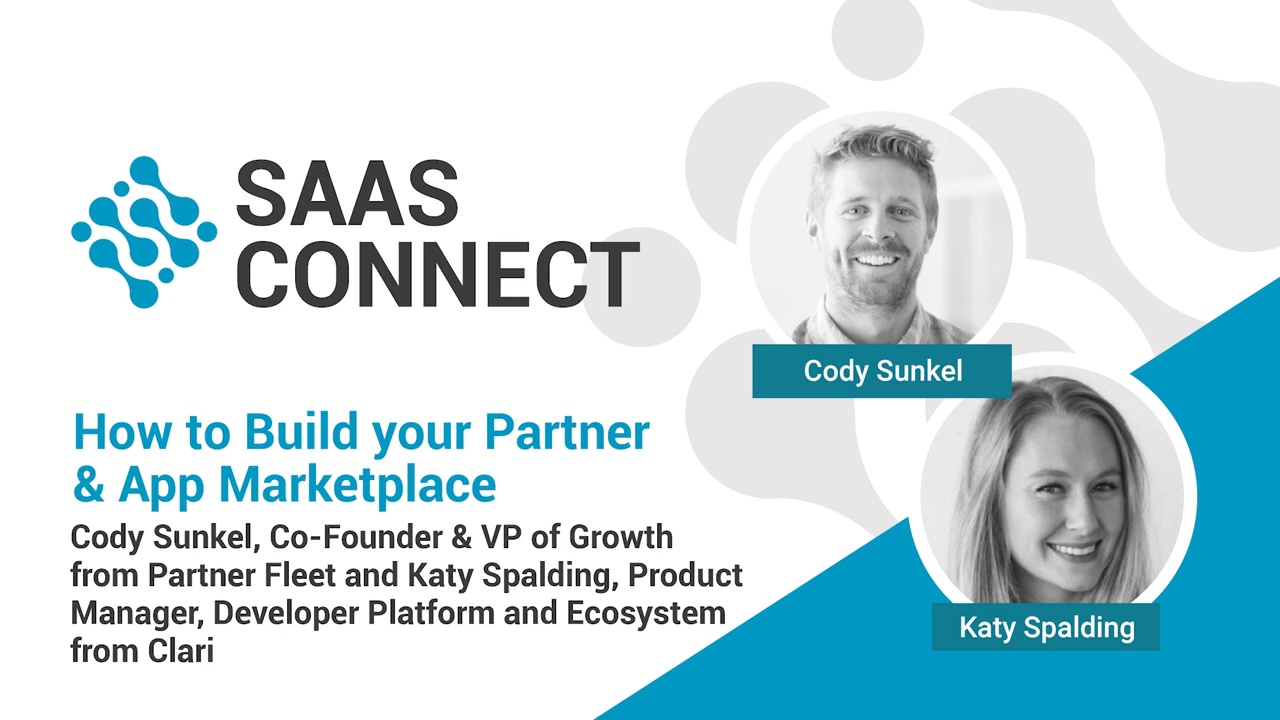 SAAS
CONNECT
Cody Sunkel
How to Build your Partner
& App Marketplace
Cody Sunkel, Co-Founder & VP of Growth
from Partner Fleet and Katy Spalding, Product
Manager, Developer Platform and Ecosystem
from Clari
Katy Spalding